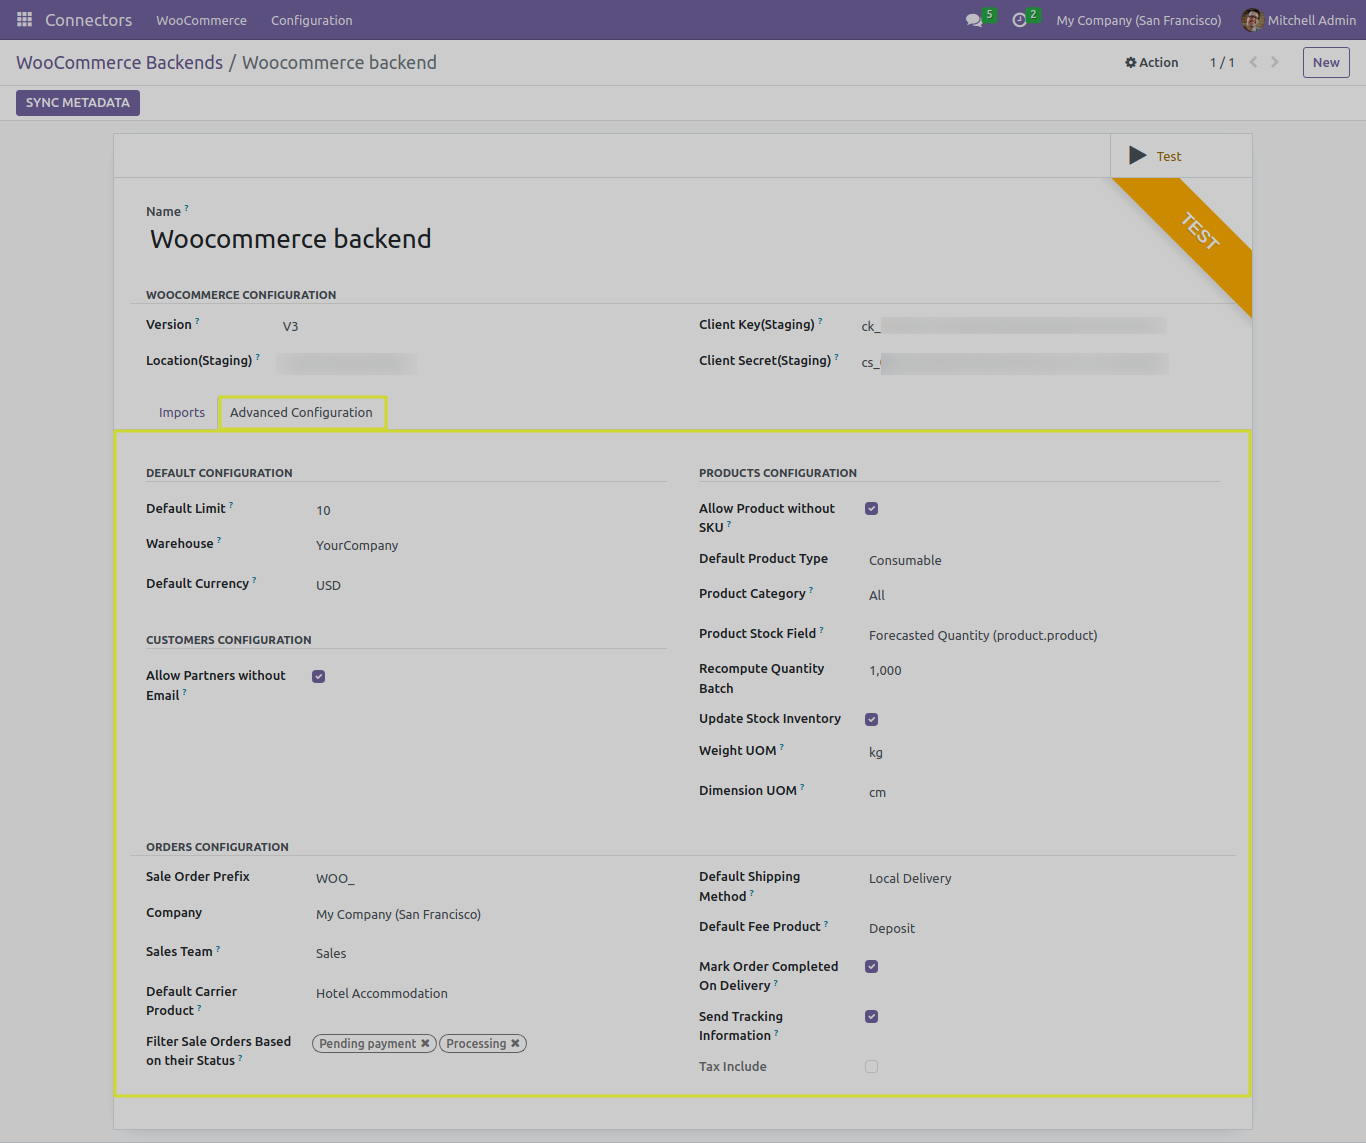 Connectors WooCommerce Configuration 5 2 My Company (San Francisco) Mitchell Admin
WooCommerce Backends / Woocommerce backend Action 1 / 1 New
SYNC METADATA
Test
TEST
Name ?
Woocommerce backend
WOOCOMMERCE CONFIGURATION
Version ? V3
Client Key(Staging) ? ck_
Location(Staging) ?
Client Secret(Staging) ? cs_
Imports Advanced Configuration
DEFAULT CONFIGURATION
Default Limit ? 10
Warehouse ? YourCompany
Default Currency ? USD
CUSTOMERS CONFIGURATION
Allow Partners without
Email ?
PRODUCTS CONFIGURATION
Allow Product without
SKU ?
Default Product Type Consumable
Product Category ? All
Product Stock Field ? Forecasted Quantity (product.product)
Recompute Quantity 1,000
Batch
Update Stock Inventory
Weight UOM ? kg
Dimension UOM ? cm
ORDERS CONFIGURATION
Sale Order Prefix WOO_
Company My Company (San Francisco)
Sales Team ? Sales
Default Carrier Hotel Accommodation
Product ?
Filter Sale Orders Based Pending payment ✖ Processing ✖
on their Status ?
Default Shipping Local Delivery
Method ?
Default Fee Product ? Deposit
Mark Order Completed
On Delivery ?
Send Tracking
Information ?
Tax Include